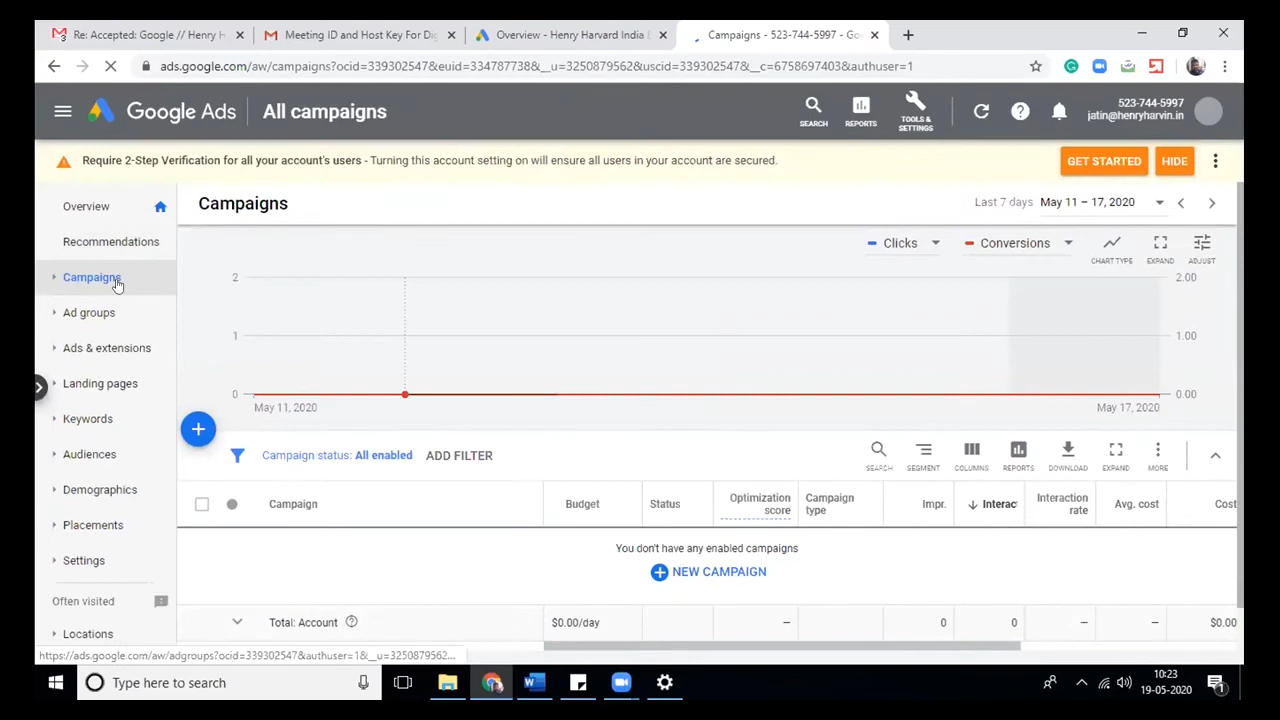 Re: Accepted: Google // Henry H
Meeting ID and Host Key For Dig
Overview - Henry Harvard India E
Campaigns - 523-744-5997 - Goo
ads.google.com/aw/campaigns?ocid=339302547&euid=334787738&__u=3250879562&uscid=339302547&__c=6758697403&authuser=1
Google Ads
All campaigns
SEARCH
REPORTS
TOOLS &
SETTINGS
523-744-5997
jatin@henryharvin.in
Require 2-Step Verification for all your account's users - Turning this account setting on will ensure all users in your account are secured.
GET STARTED
HIDE
Overview
Recommendations
Campaigns
Ad groups
Ads & extensions
Landing pages
Keywords
Audiences
Demographics
Placements
Settings
Often visited
Locations
Campaigns
Last 7 days May 11 – 17, 2020
Clicks
Conversions
CHART TYPE
EXPAND
ADJUST
2 2.00
1 1.00
0 0.00
May 11, 2020 May 17, 2020
Campaign status: All enabled ADD FILTER
SEARCH
SEGMENT
COLUMNS
REPORTS
DOWNLOAD
EXPAND
MORE
Campaign
Budget
Status
Optimization
score
Campaign
type
Impr.
Interac
Interaction
rate
Avg. cost
Cost
You don't have any enabled campaigns
NEW CAMPAIGN
Total: Account $0.00/day – 0 0 – – $0.00
https://ads.google.com/aw/adgroups?ocid=339302547&authuser=1&__u=3250879562...
Type here to search
10:23
19-05-2020
1